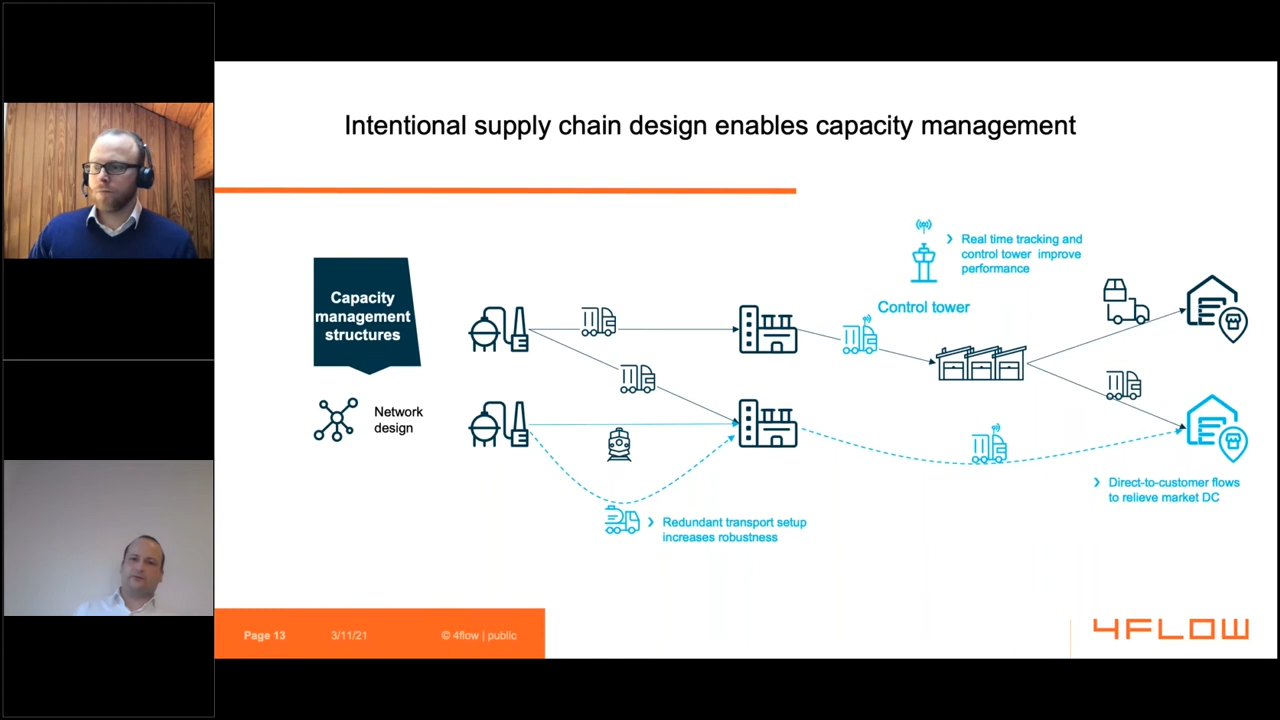 Intentional supply chain design enables capacity management
Real time tracking and
control tower improve
performance
Capacity
management
structures
Control tower
Network
design
Direct-to-customer flows
to relieve market DC
Redundant transport setup
increases robustness
Page 13
3/11/21
© 4flow | public
4FLOW